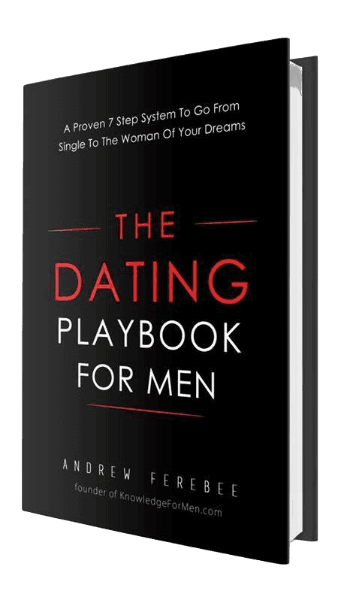 A Proven 7 Step System To Go From
Single To The Woman Of Your Dreams
THE
DATING
PLAYBOOK
FOR MEN
ANDREW FEREBEE
founder of KnowledgeForMen.com